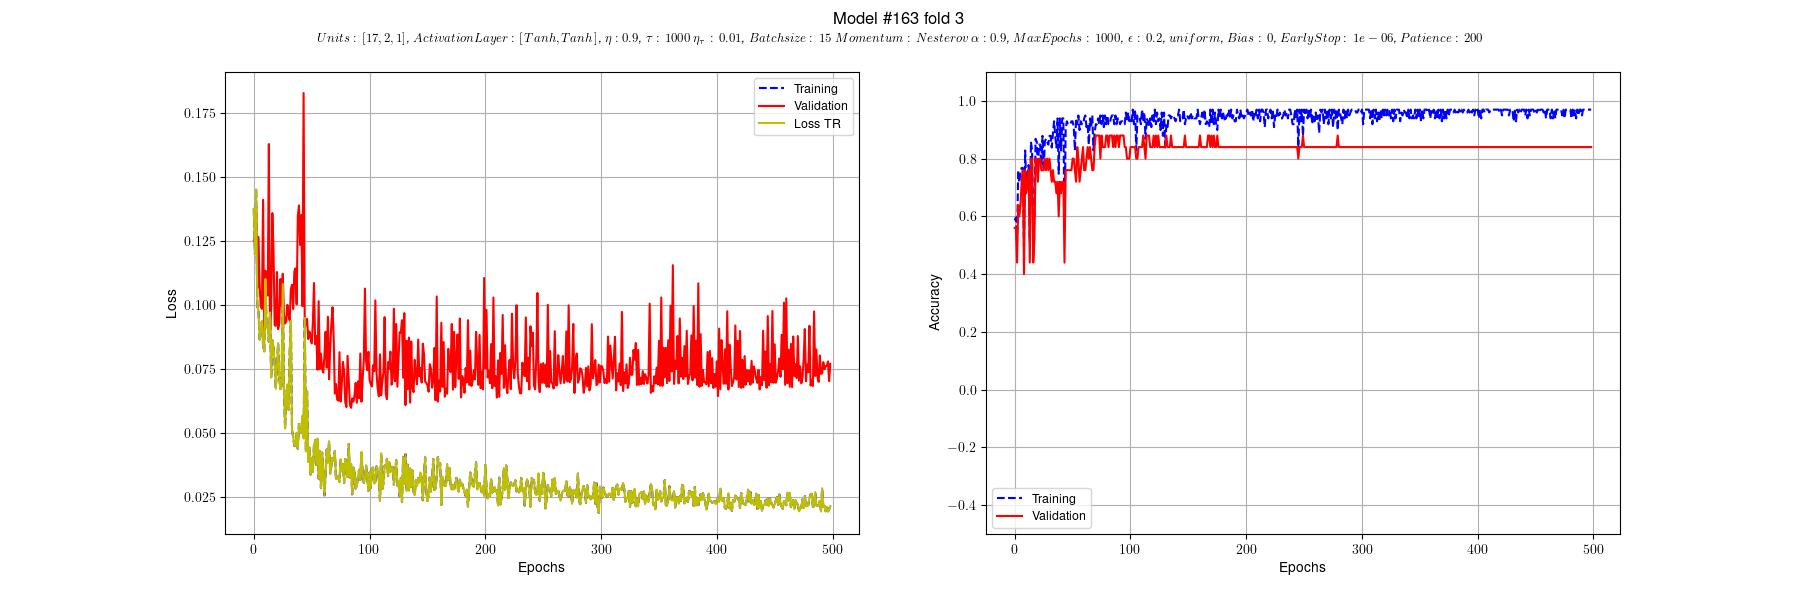 Model #163 fold 3
Units : [17, 2, 1], ActivationLayer : [Tanh, Tanh], η : 0.9, τ : 1000 η_τ : 0.01, Batchsize : 15 Momentum : Nesterov α : 0.9, MaxEpochs : 1000, ϵ : 0.2, uniform, Bias : 0, EarlyStop : 1e − 06, Patience : 200
Loss
0.175
0.150
0.125
0.100
0.075
0.050
0.025
0 100 200 300 400 500
Epochs
Training
Validation
Loss TR
Accuracy
1.0
0.8
0.6
0.4
0.2
0.0
−0.2
−0.4
0 100 200 300 400 500
Epochs
Training
Validation